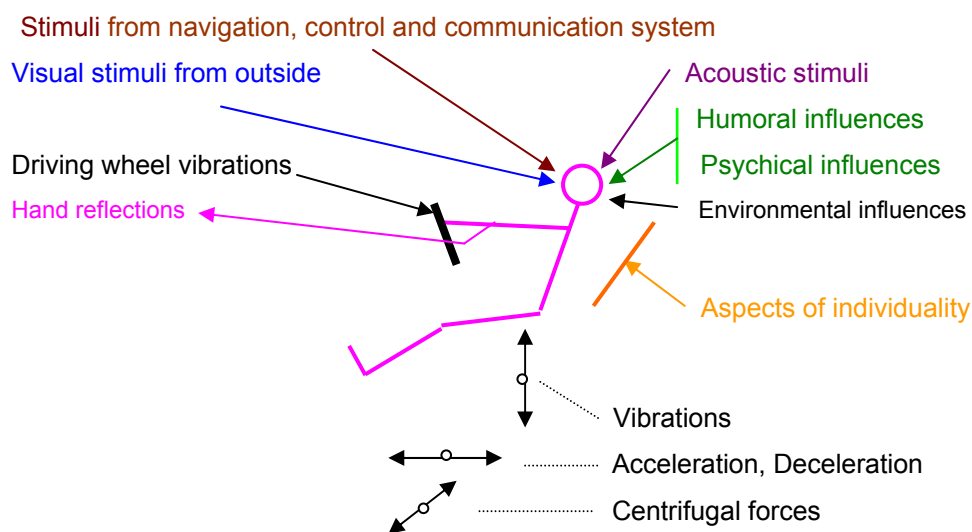 Stimuli from navigation, control and communication system
Visual stimuli from outside
Acoustic stimuli
Humoral influences
Driving wheel vibrations
Psychical influences
Hand reflections
Environmental influences
Aspects of individuality
Vibrations
Acceleration, Deceleration
Centrifugal forces